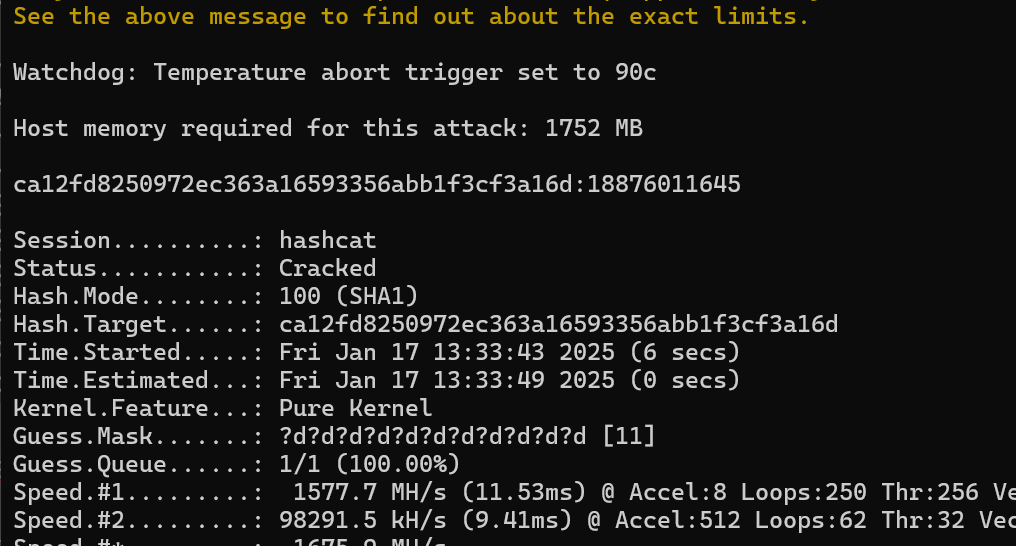 See the above message to find out about the exact limits.
Watchdog: Temperature abort trigger set to 90c
Host memory required for this attack: 1752 MB
ca12fd8250972ec363a16593356abb1f3cf3a16d:18876011645
Session..........: hashcat
Status...........: Cracked
Hash.Mode........: 100 (SHA1)
Hash.Target......: ca12fd8250972ec363a16593356abb1f3cf3a16d
Time.Started.....: Fri Jan 17 13:33:43 2025 (6 secs)
Time.Estimated...: Fri Jan 17 13:33:49 2025 (0 secs)
Kernel.Feature...: Pure Kernel
Guess.Mask.......: ?d?d?d?d?d?d?d?d?d?d?d [11]
Guess.Queue......: 1/1 (100.00%)
Speed.#1.........:  1577.7 MH/s (11.53ms) @ Accel:8 Loops:250 Thr:256 Ve
Speed.#2.........: 98291.5 kH/s (9.41ms) @ Accel:512 Loops:62 Thr:32 Vec
Speed.#*.........:  1675.9 MH/s